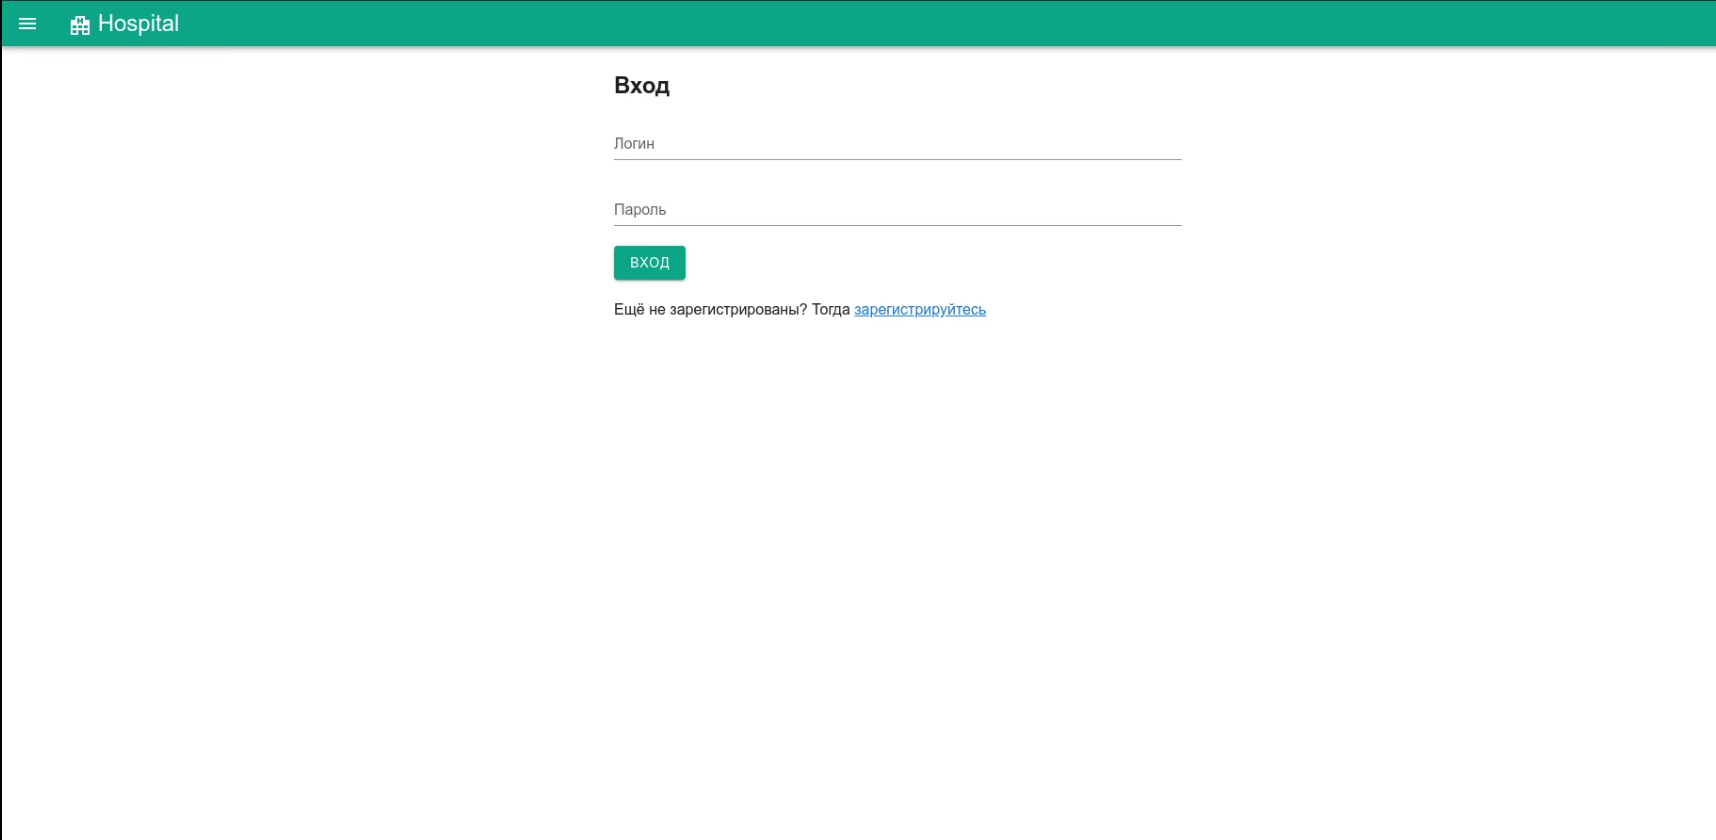 Hospital
Вход
Логин
Пароль
ВХОД
Ещё не зарегистрированы? Тогда зарегистрируйтесь